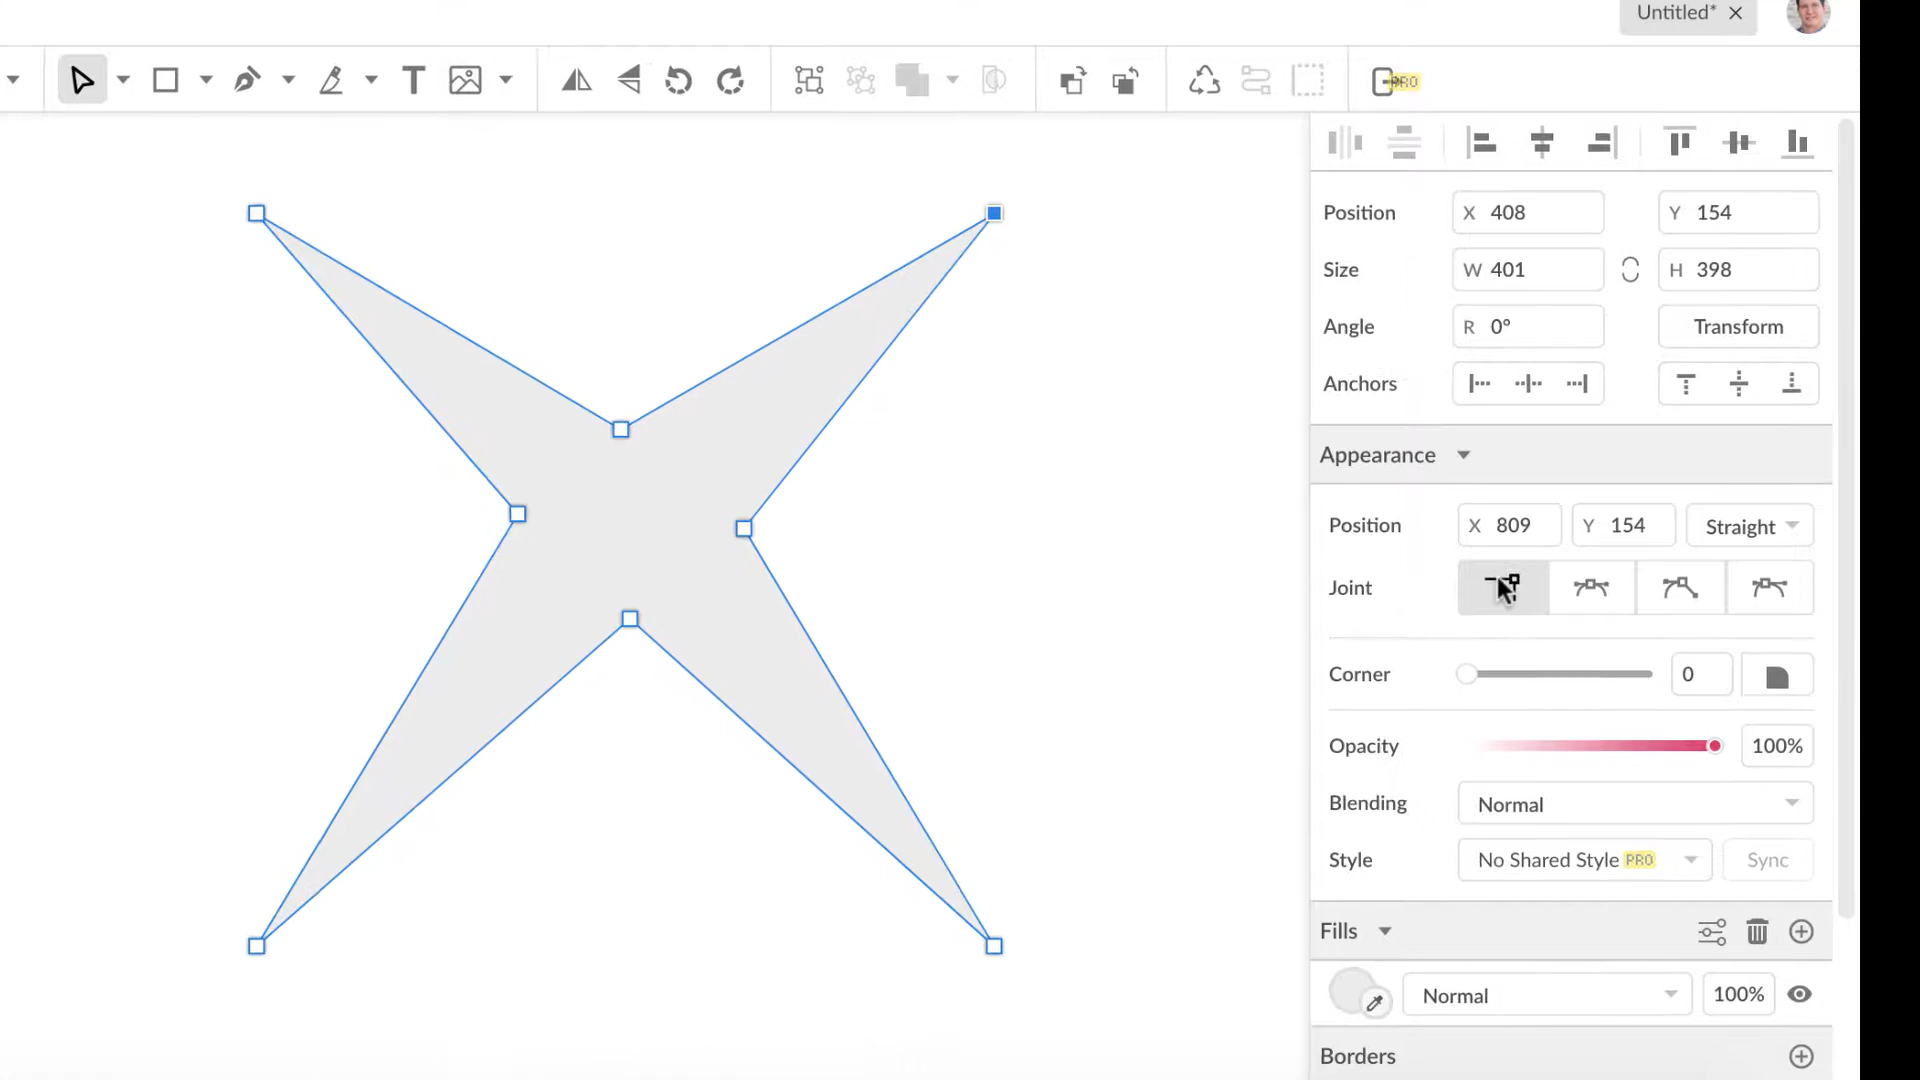 Untitled*
T
PRO
Position X 408 Y 154
Size W 401 H 398
Angle R 0° Transform
Anchors
Appearance
Position X 809 Y 154 Straight
Joint
Corner 0
Opacity 100%
Blending Normal
Style No Shared Style PRO Sync
Fills
Normal 100%
Borders